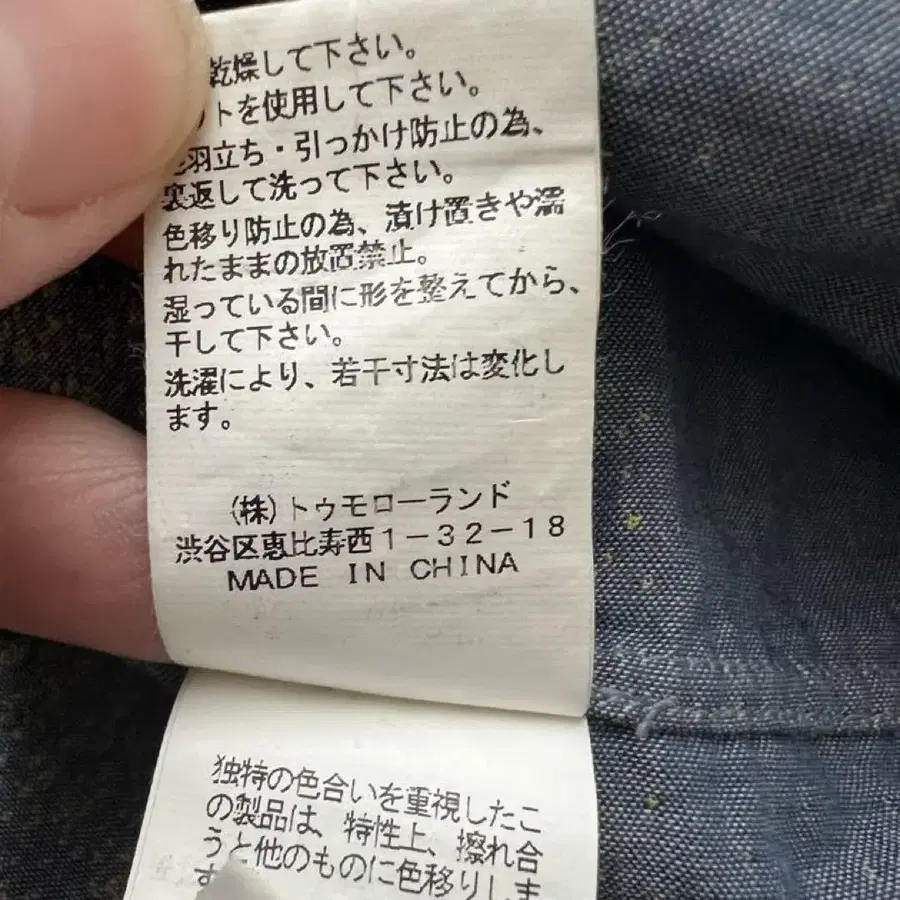 乾燥して下さい。
トを使用して下さい。
羽立ち・引っかけ防止の為、
裏返して洗って下さい。
色移り防止の為、漬け置きや濡
れたままの放置禁止。
湿っている間に形を整えてから、
干して下さい。
洗濯により、若干寸法は変化し
ます。
(株)トゥモローランド
渋谷区恵比寿西1-32-18
MADE IN CHINA
独特の色合いを重視したこ
の製品は、特性上、擦れ合
うと他のものに色移りしま
す